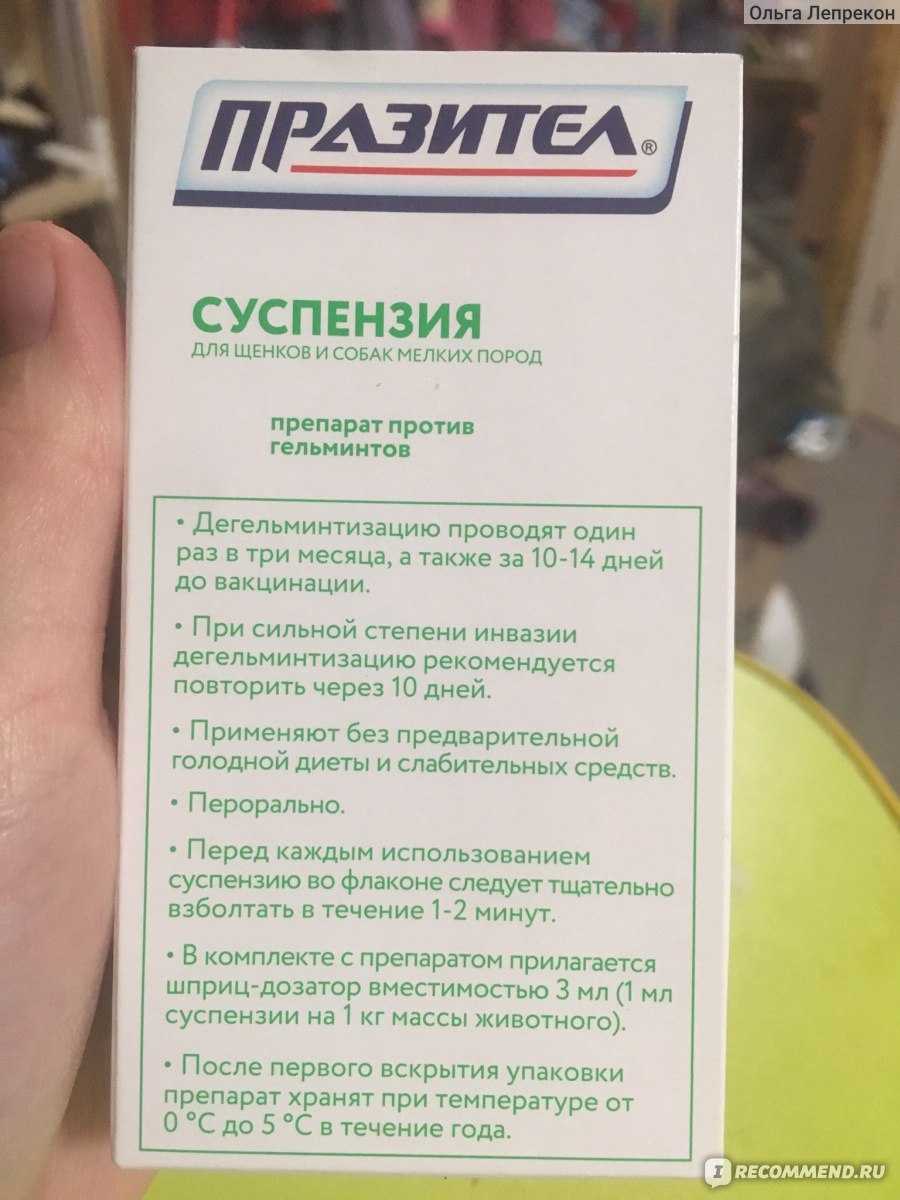 Ольга Лепрекон
ПРАЗИТЕЛ®
СУСПЕНЗИЯ
ДЛЯ ЩЕНКОВ И СОБАК МЕЛКИХ ПОРОД
препарат против
гельминтов
• Дегельминтизацию проводят один
раз в три месяца, а также за 10-14 дней
до вакцинации.
• При сильной степени инвазии
дегельминтизацию рекомендуется
повторить через 10 дней.
• Применяют без предварительной
голодной диеты и слабительных средств.
• Перорально.
• Перед каждым использованием
суспензию во флаконе следует тщательно
взболтать в течение 1-2 минут.
• В комплекте с препаратом прилагается
шприц-дозатор вместимостью 3 мл (1 мл
суспензии на 1 кг массы животного).
• После первого вскрытия упаковки
препарат хранят при температуре от
0 °С до 5 °С в течение года.
IRECOMMEND.RU